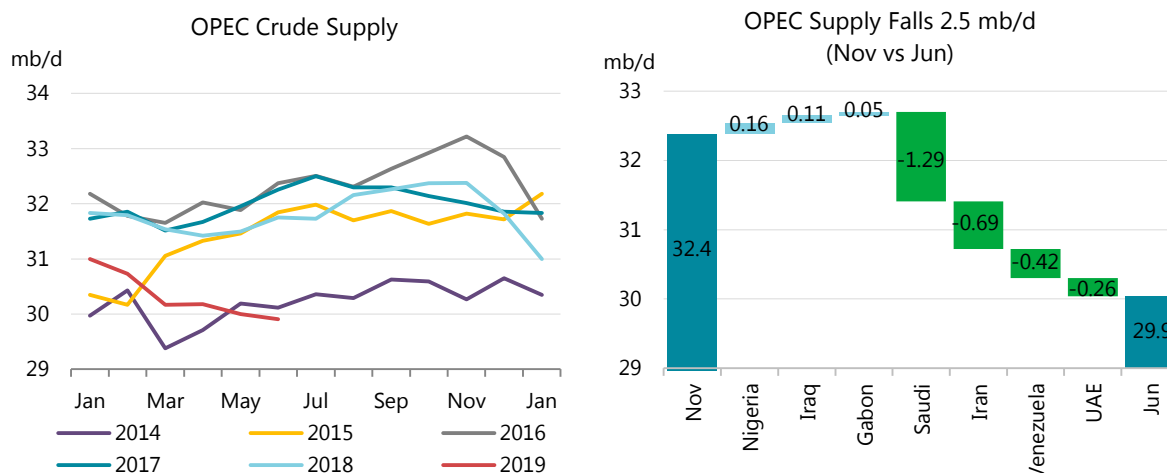 OPEC Crude Supply
mb/d
34
33
32
31
30
29
Jan Mar May Jul Sep Nov Jan
2014 2015 2016
2017 2018 2019
OPEC Supply Falls 2.5 mb/d
(Nov vs Jun)
mb/d
33
32
31
30
29
32.4
0.16
0.11
0.05
-1.29
-0.69
-0.42
-0.26
29.9
Nov
Nigeria
Iraq
Gabon
Saudi
Iran
Venezuela
UAE
Jun